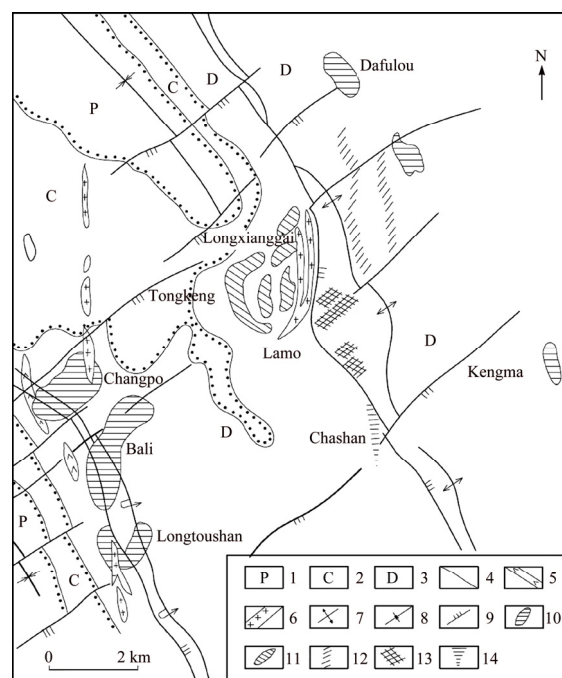 D
D
Dafulou
N
C
P
C
Longxianggai
Tongkeng
Lamo
D
Kengma
Changpo
D
Chashan
Bali
P
Longtoushan
C
P 1 C 2 D 3 4 5
6 7 8 9 10
11 12 13 14
0 2 km